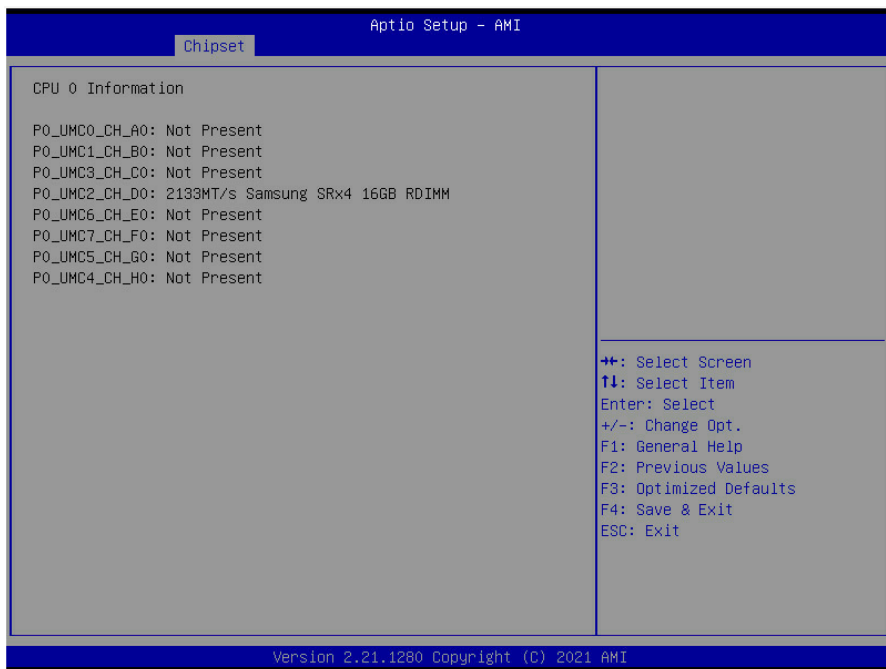 Aptio Setup – AMI
Chipset
CPU 0 Information
P0_UMC0_CH_A0: Not Present
P0_UMC1_CH_B0: Not Present
P0_UMC3_CH_C0: Not Present
P0_UMC2_CH_D0: 2133MT/s Samsung SRx4 16GB RDIMM
P0_UMC6_CH_E0: Not Present
P0_UMC7_CH_F0: Not Present
P0_UMC5_CH_G0: Not Present
P0_UMC4_CH_H0: Not Present
→←: Select Screen
↑↓: Select Item
Enter: Select
+/-: Change Opt.
F1: General Help
F2: Previous Values
F3: Optimized Defaults
F4: Save & Exit
ESC: Exit
Version 2.21.1280 Copyright (C) 2021 AMI